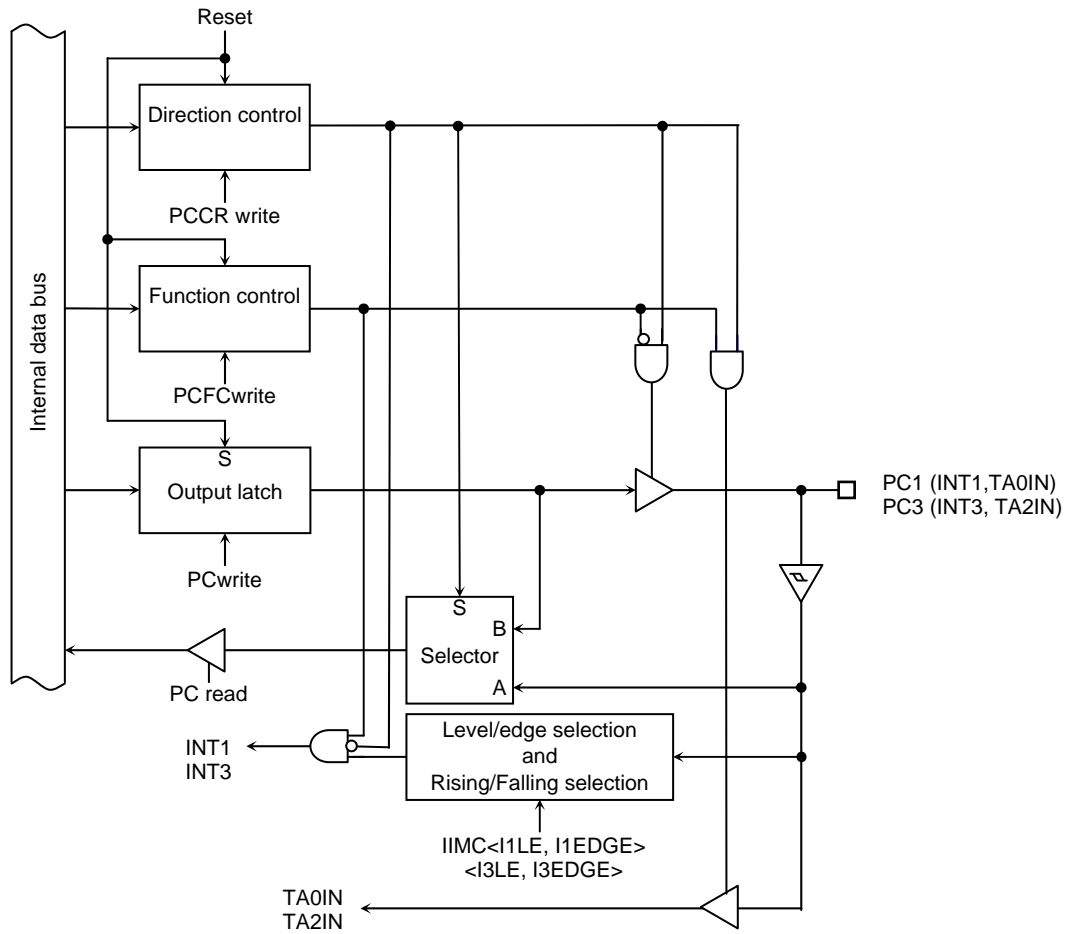 Reset
Direction control
PCCR write
Internal data bus
Function control
PCFCwrite
S
Output latch
PC1 (INT1,TA0IN)
PC3 (INT3, TA2IN)
PCwrite
S
B
Selector
A
PC read
Level/edge selection
and
Rising/Falling selection
INT1
INT3
IIMC<I1LE, I1EDGE>
<I3LE, I3EDGE>
TA0IN
TA2IN